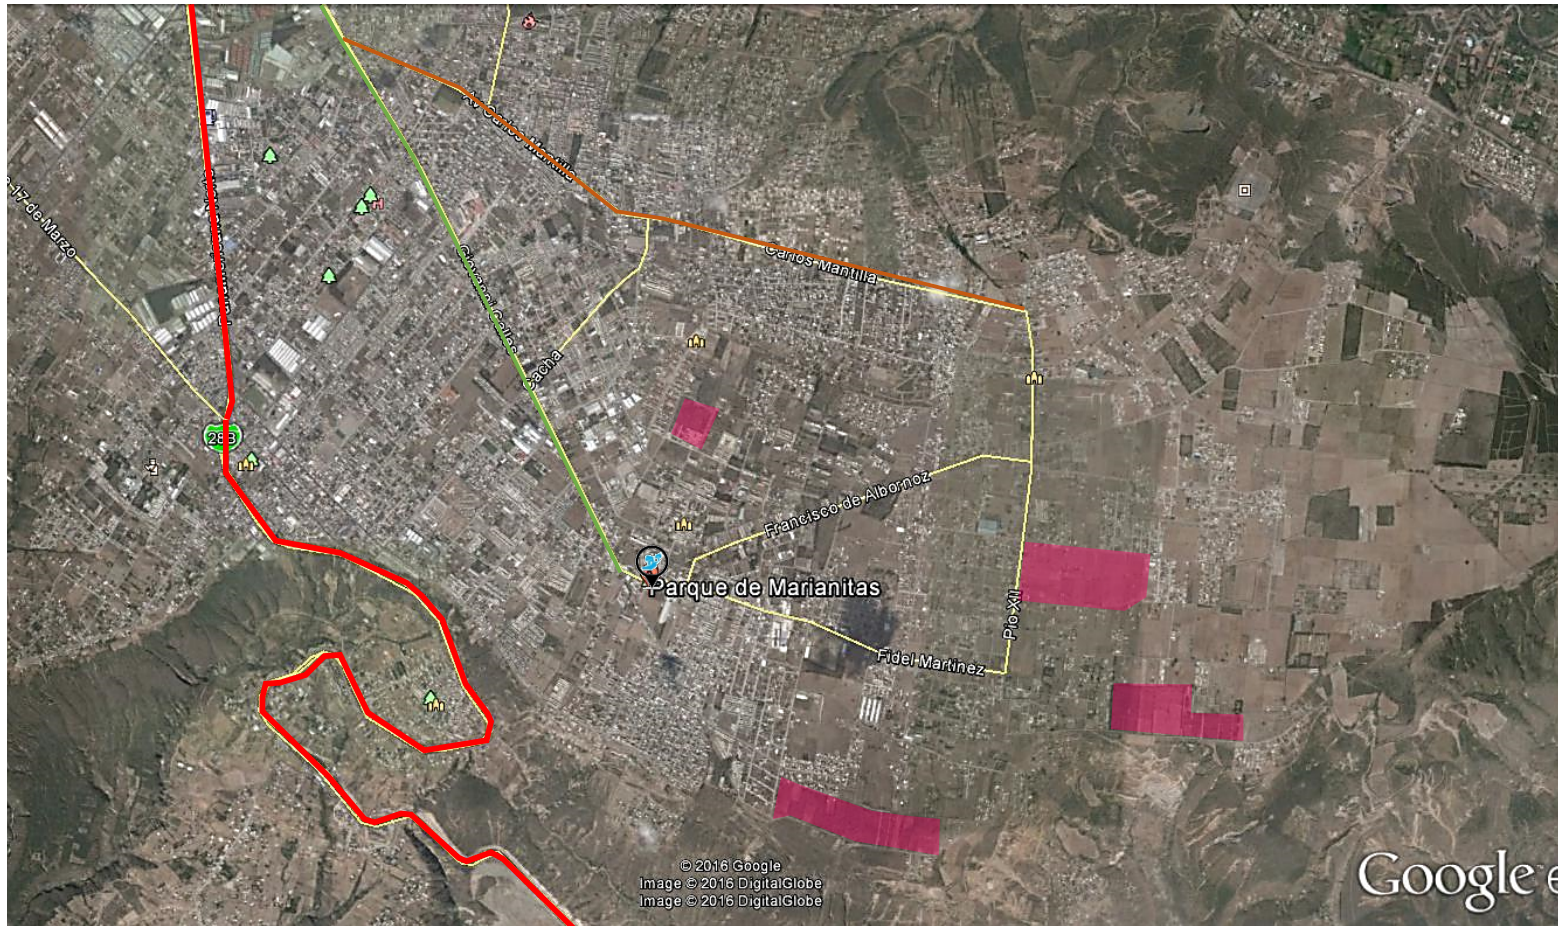 Av Carlos Mantilla
e 17 de Marzo
Carlos Mantilla
Giovanni Calles
Cacha
28B
Francisco de Albornoz
Parque de Marianitas
Pio XII
Fidel Martinez
© 2016 Google
Image © 2016 DigitalGlobe
Image © 2016 DigitalGlobe
Google e